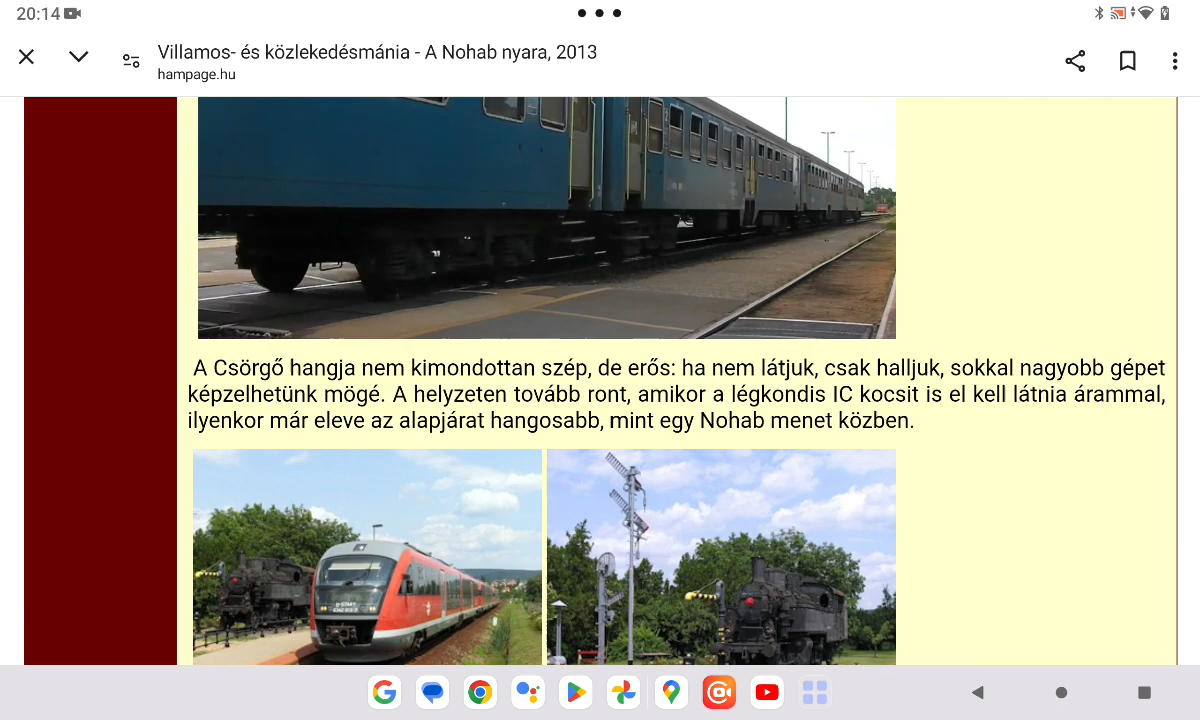 20:14
Villamos- és közlekedésmánia - A Nohab nyara, 2013
hampage.hu
A Csörgő hangja nem kimondottan szép, de erős: ha nem látjuk, csak halljuk, sokkal nagyobb gépet
képzelhetünk mögé. A helyzeten tovább ront, amikor a légkondis IC kocsit is el kell látnia árammal,
ilyenkor már eleve az alapjárat hangosabb, mint egy Nohab menet közben.